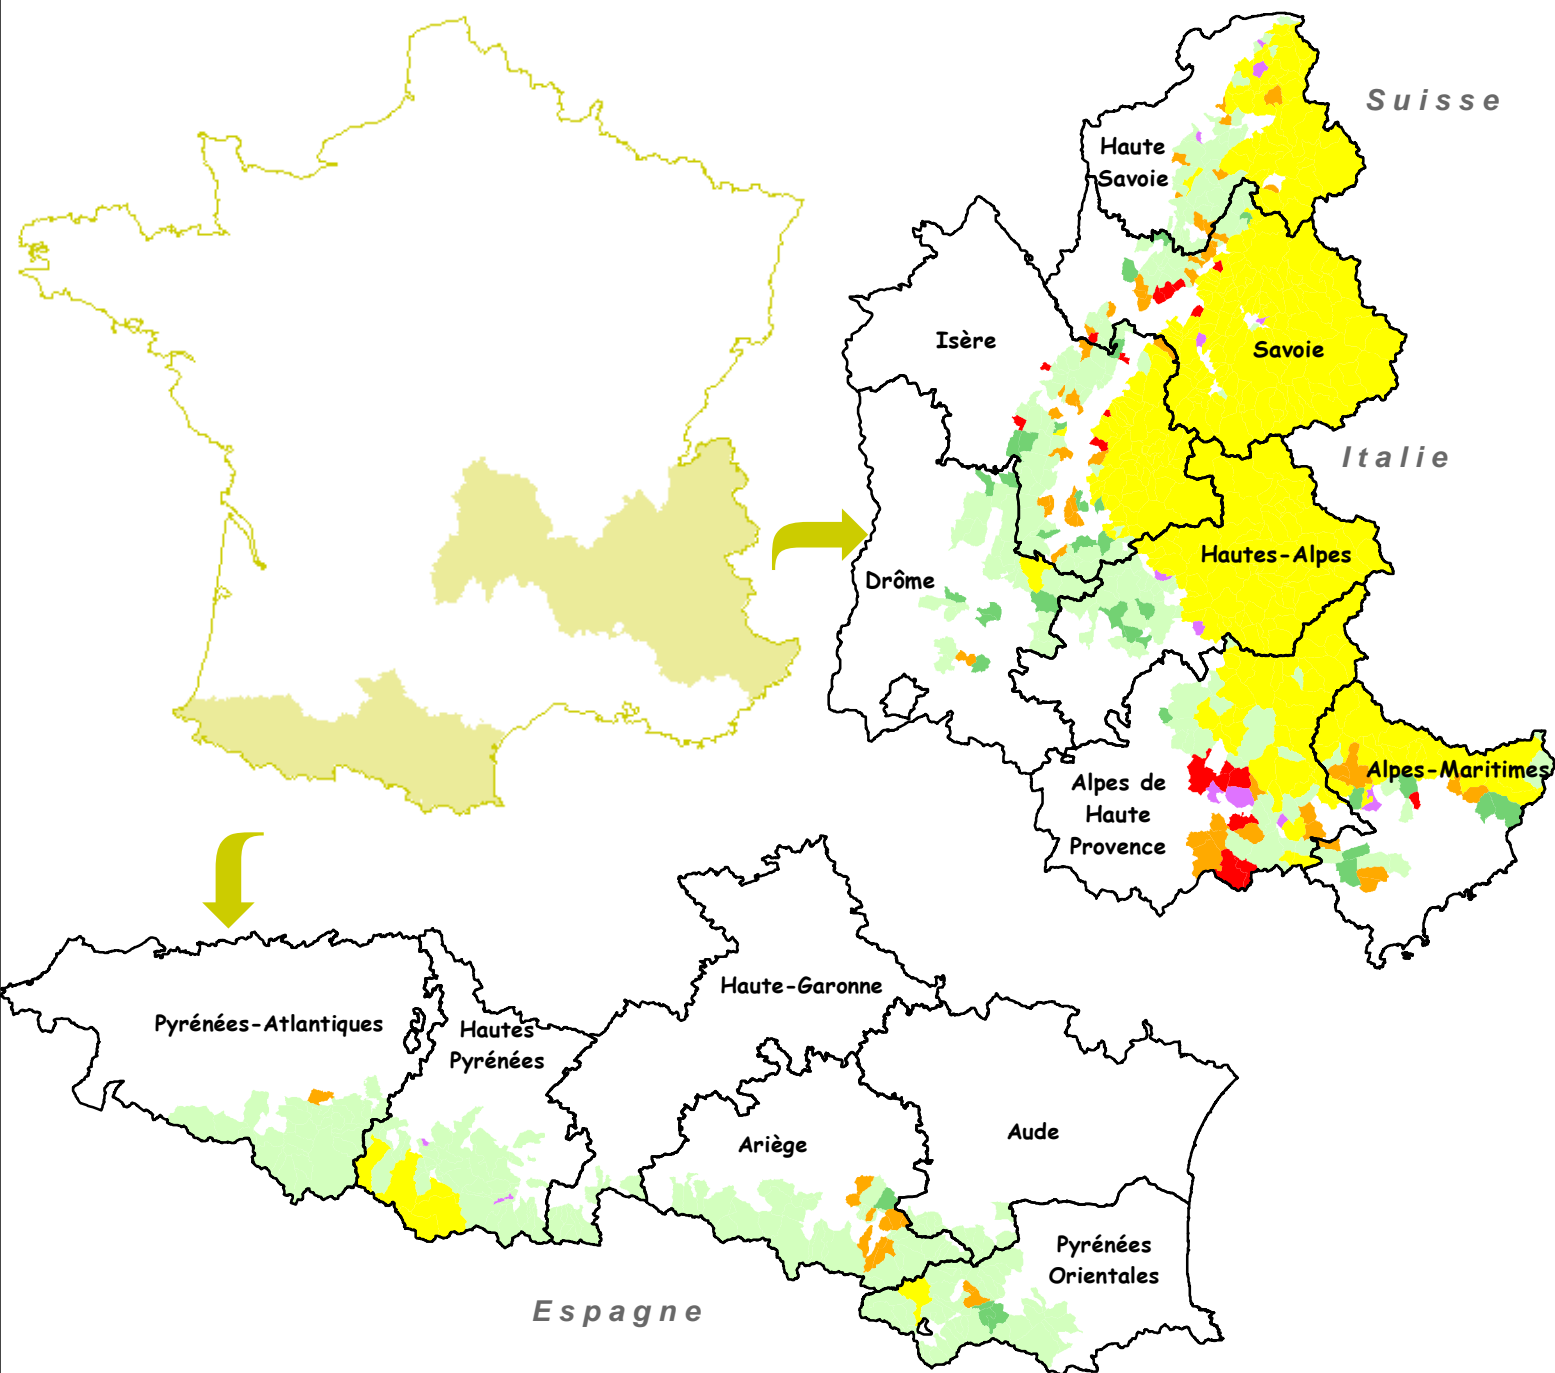 Suisse
Haute
Savoie
Isère
Savoie
Italie
Hautes-Alpes
Drôme
Alpes-Maritimes
Alpes de
Haute
Provence
Haute-Garonne
Pyrénées-Atlantiques
Hautes
Pyrénées
Aude
Ariège
Pyrénées
Orientales
Espagne